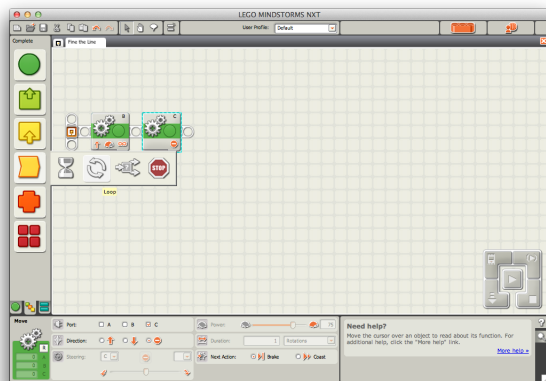 LEGO MINDSTORMS NXT
User Profile: Default
Complete
Fine the Line
B
C
STOP
Loop
Move
Port: A B C
Direction:
Steering: C
Power: 75
Duration: 1 Rotations
Next Action: Brake Coast
Need help?
Move the cursor over an object to read about its function. For
additional help, click the "More help" link.
More help »
?